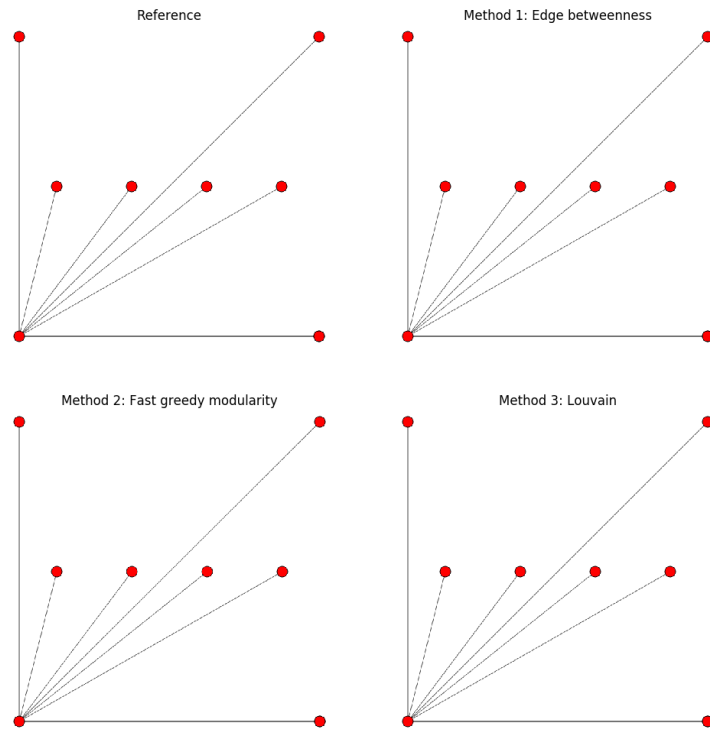 Reference
Method 1: Edge betweenness
Method 2: Fast greedy modularity
Method 3: Louvain